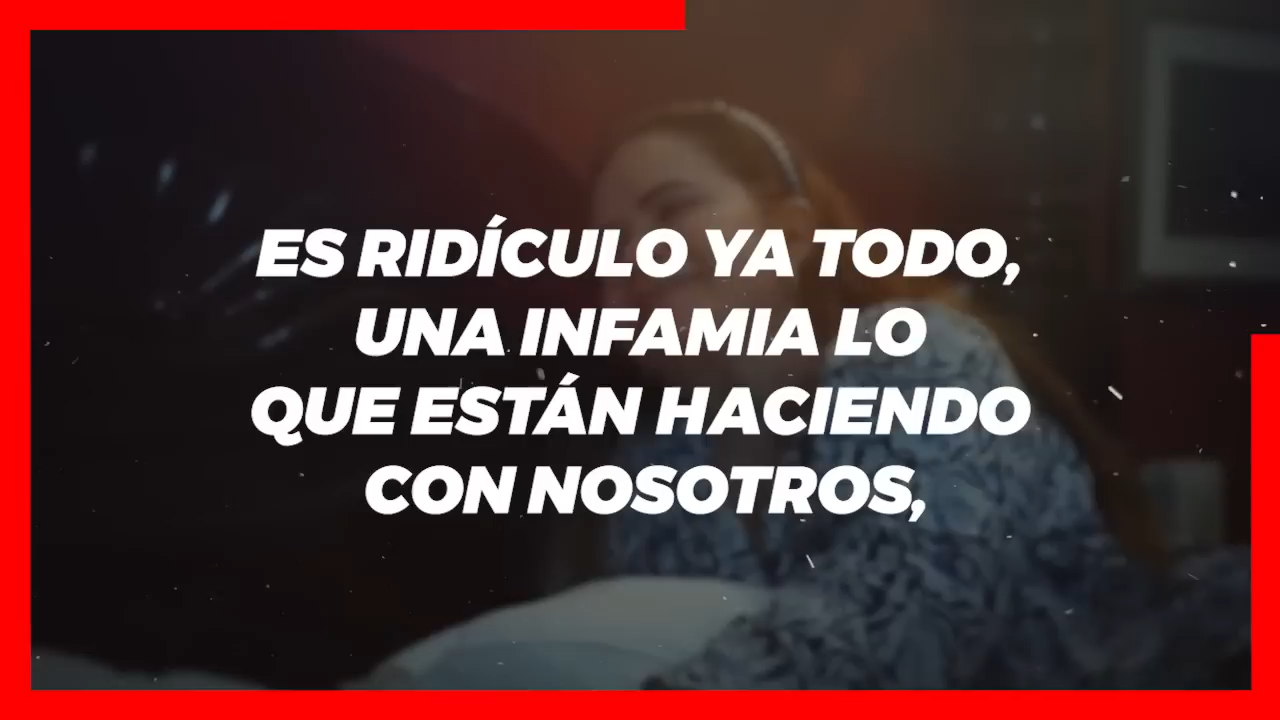 ES RIDÍCULO YA TODO,
UNA INFAMIA LO
QUE ESTÁN HACIENDO
CON NOSOTROS,